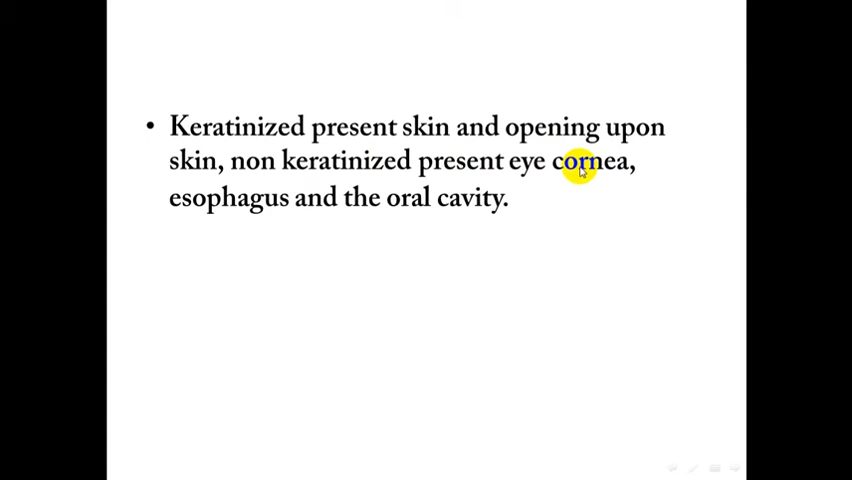 • Keratinized present skin and opening upon
skin, non keratinized present eye cornea,
esophagus and the oral cavity.